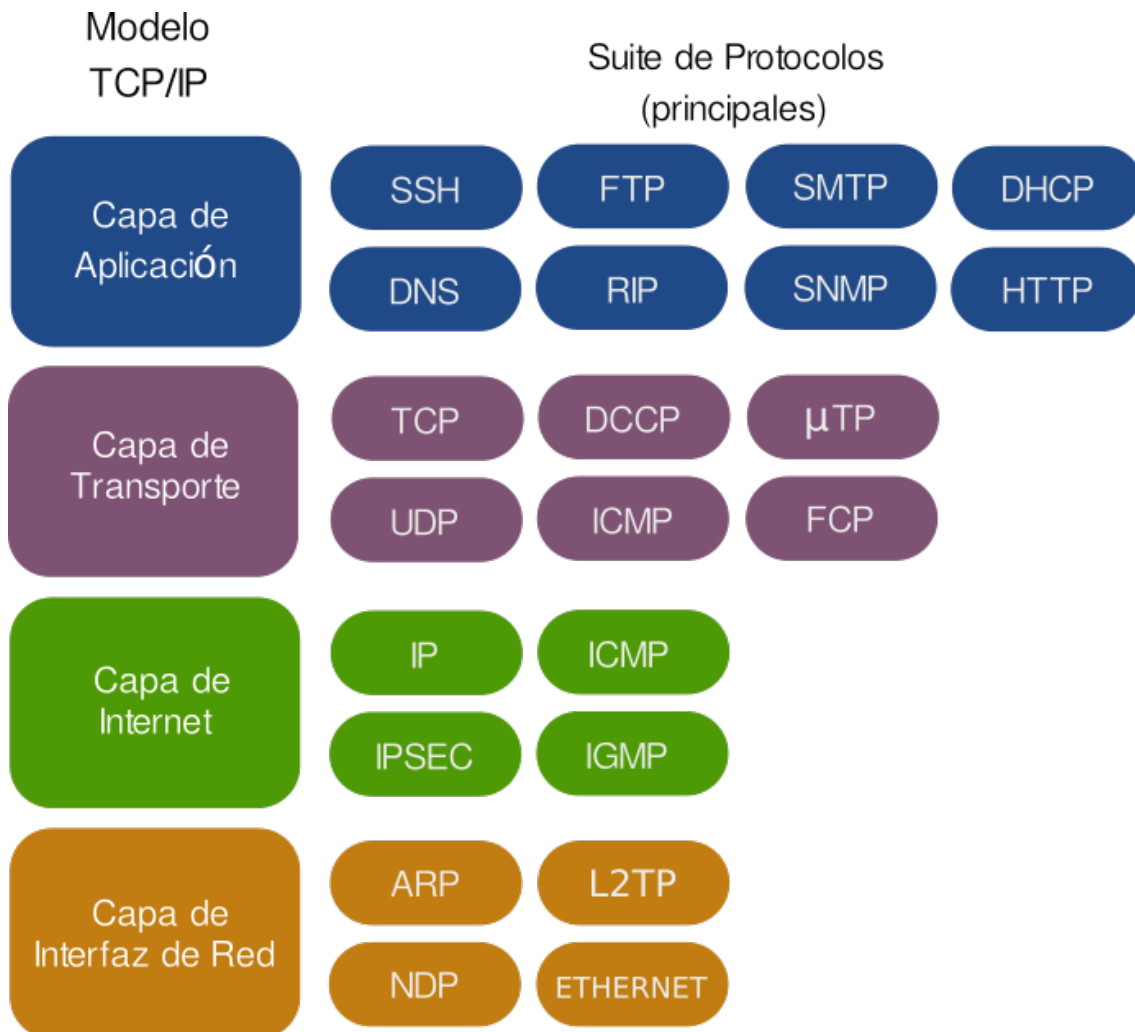 Modelo
TCP/IP
Suite de Protocolos
(principales)
Capa de
Aplicación
SSH
FTP
SMTP
DHCP
DNS
RIP
SNMP
HTTP
Capa de
Transporte
TCP
DCCP
µTP
UDP
ICMP
FCP
Capa de
Internet
IP
ICMP
IPSEC
IGMP
Capa de
Interfaz de Red
ARP
L2TP
NDP
ETHERNET